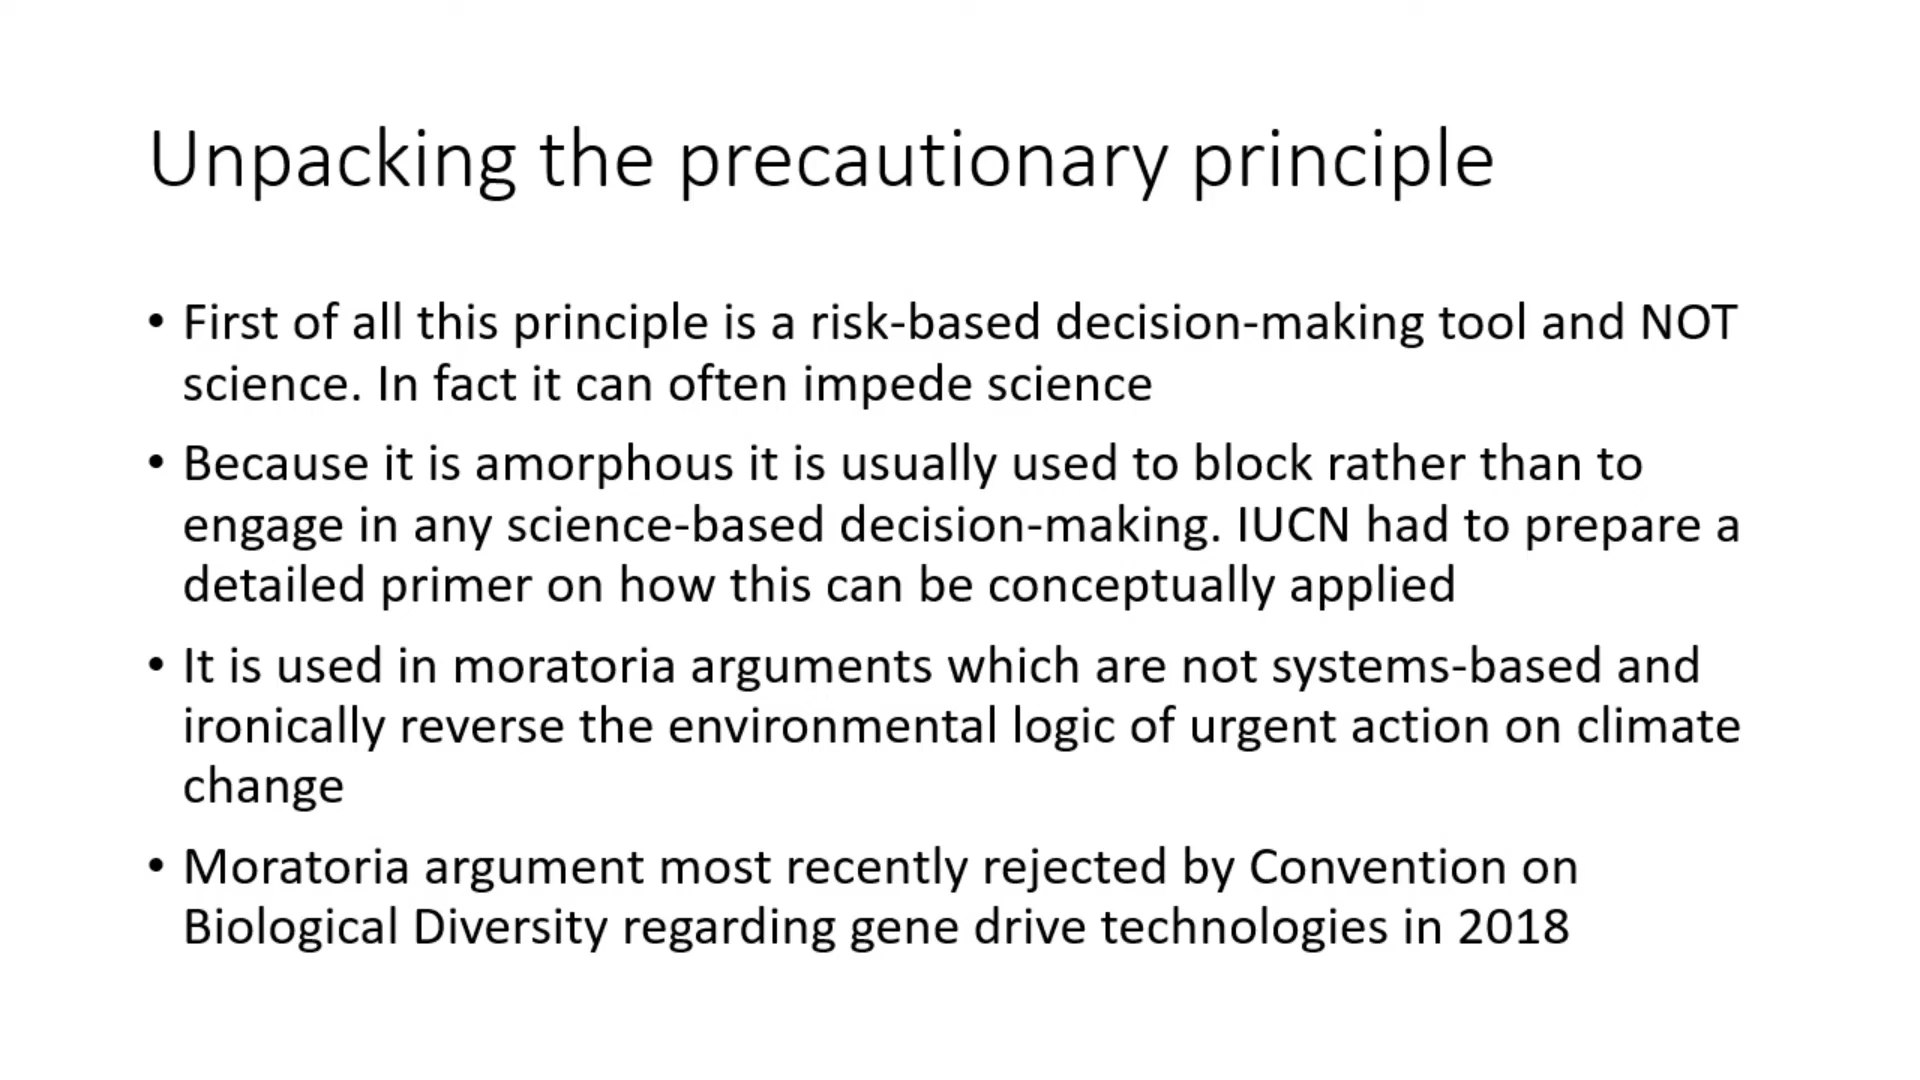 Unpacking the precautionary principle
• First of all this principle is a risk-based decision-making tool and NOT
science. In fact it can often impede science
• Because it is amorphous it is usually used to block rather than to
engage in any science-based decision-making. IUCN had to prepare a
detailed primer on how this can be conceptually applied
• It is used in moratoria arguments which are not systems-based and
ironically reverse the environmental logic of urgent action on climate
change
• Moratoria argument most recently rejected by Convention on
Biological Diversity regarding gene drive technologies in 2018